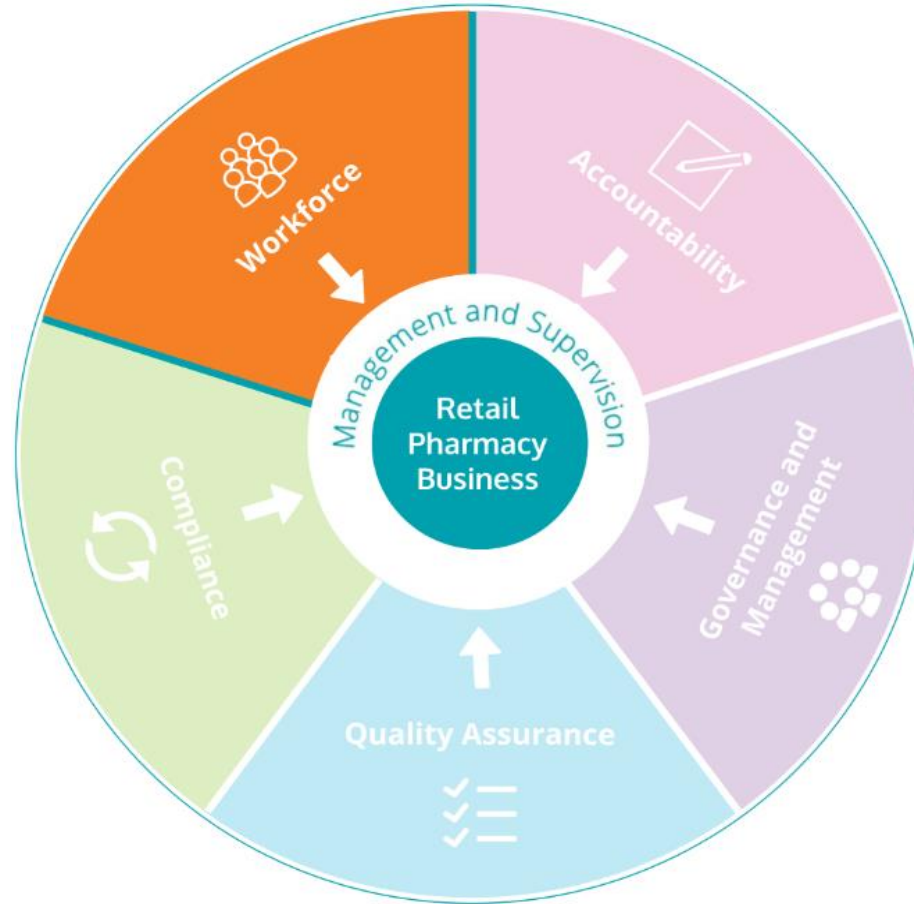 Workforce
Accountability
Management and Supervision
Retail
Pharmacy
Business
Compliance
Governance and
Management
Quality Assurance